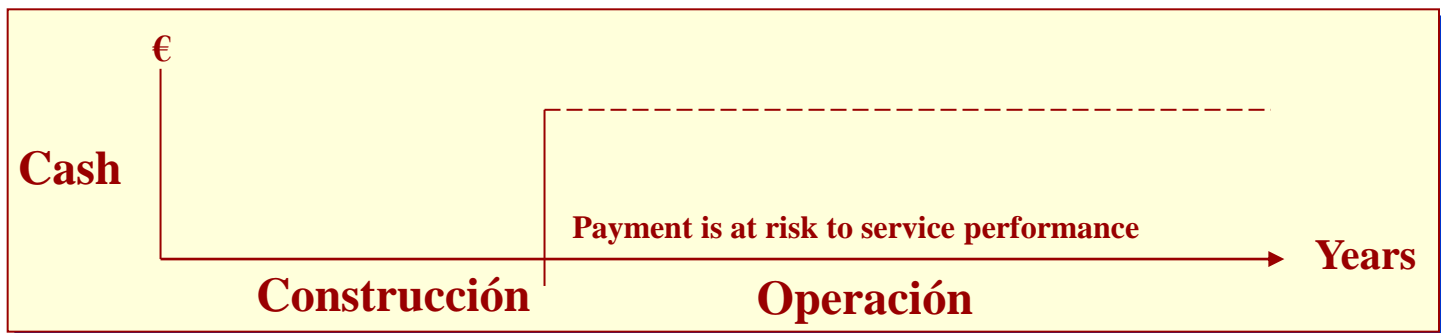 €
Cash
Payment is at risk to service performance
Years
Construcción
Operación